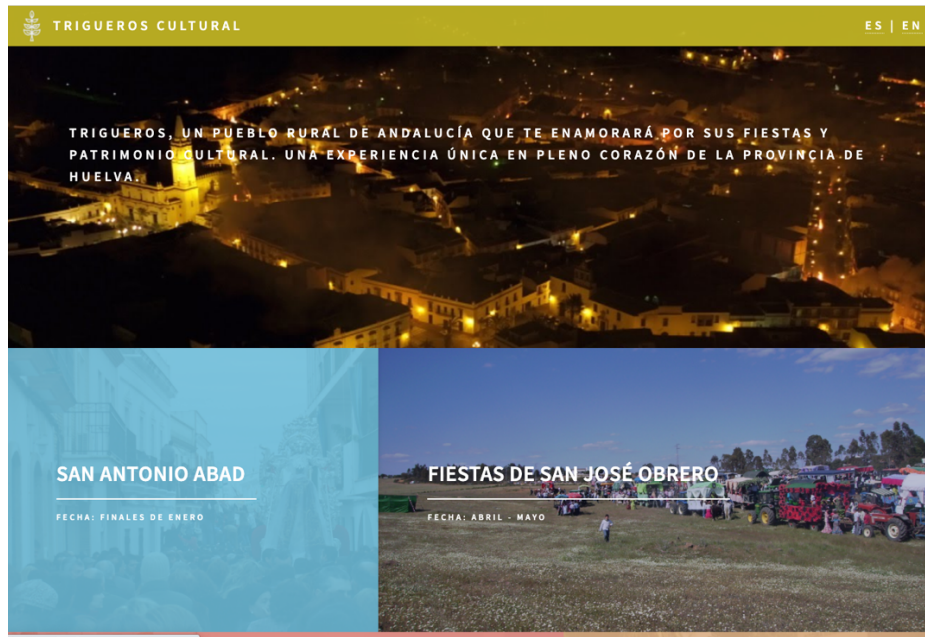 TRIGUEROS CULTURAL
ES | EN
TRIGUEROS, UN PUEBLO RURAL DE ANDALUCÍA QUE TE ENAMORARÁ POR SUS FIESTAS Y
PATRIMONIO CULTURAL. UNA EXPERIENCIA ÚNICA EN PLENO CORAZÓN DE LA PROVINCIA DE
HUELVA.
SAN ANTONIO ABAD
FECHA: FINALES DE ENERO
FIESTAS DE SAN JOSÉ OBRERO
FECHA: ABRIL - MAYO